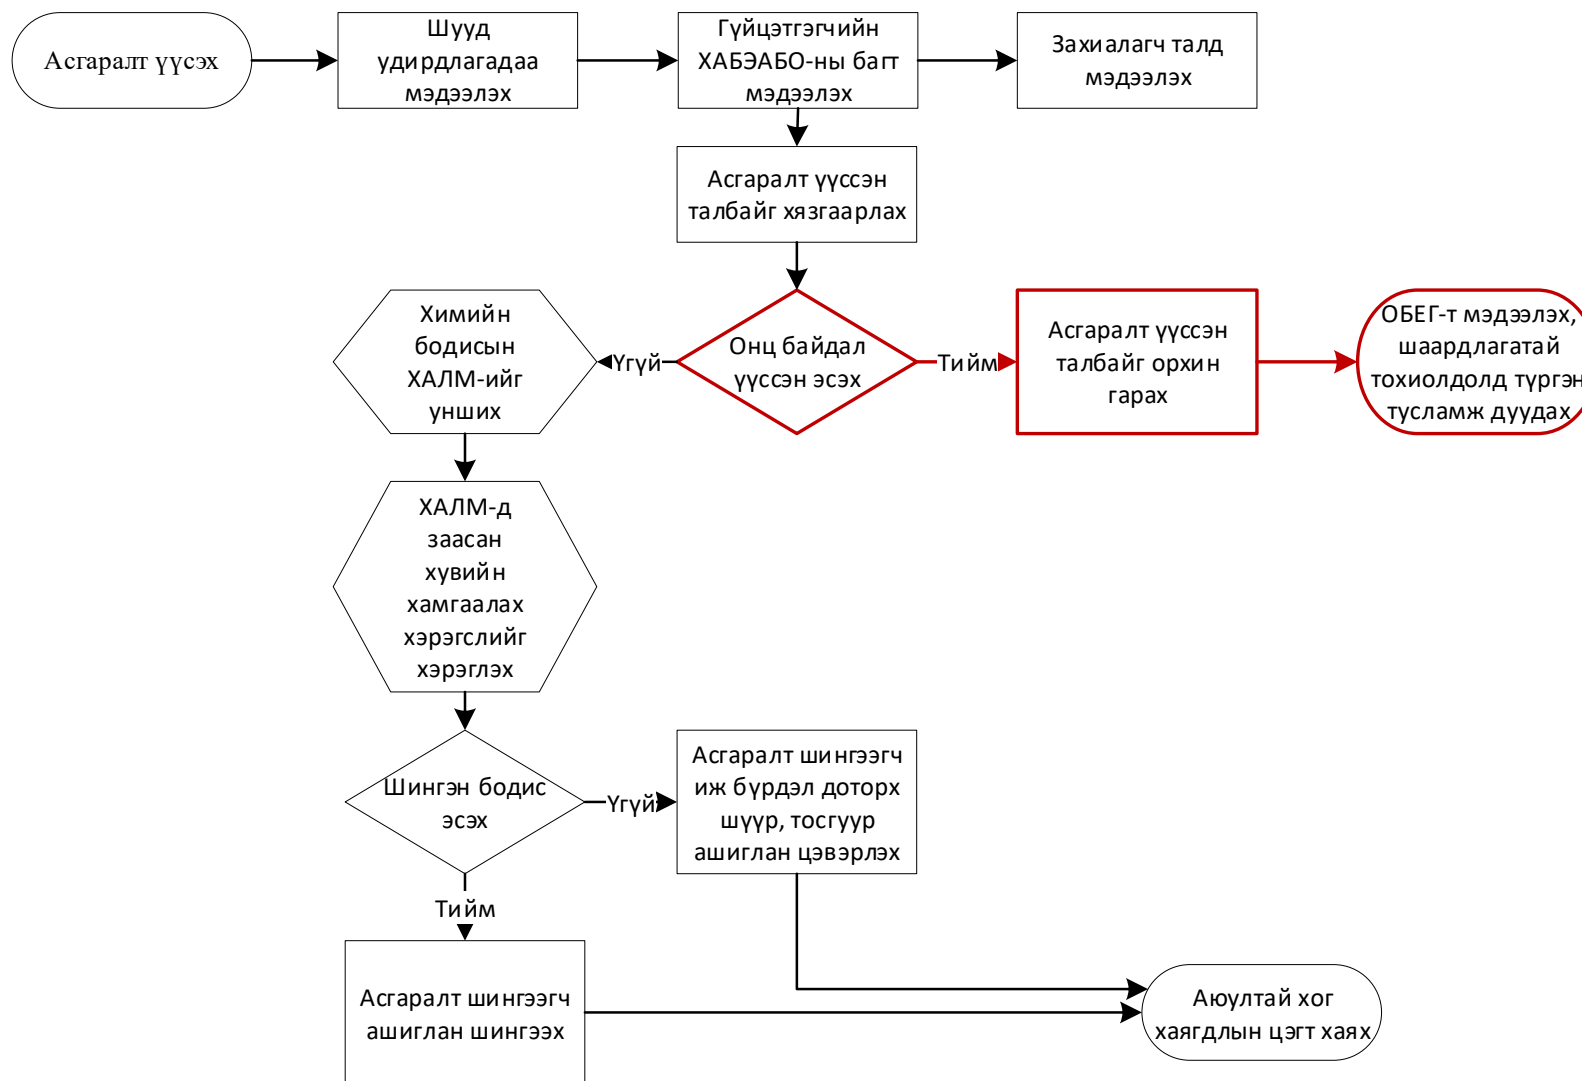 Асгаралт үүсэх
Шууд
удирдлагадаа
мэдээлэх
Гүйцэтгэгчийн
ХАБЭАБО-ны багт
мэдээлэх
Захиалагч талд
мэдээлэх
Асгаралт үүссэн
талбайг хязгаарлах
Химийн
бодисын
ХАЛМ-ийг
унших
Үгүй
Онц байдал
үүссэн эсэх
Тийм
Асгаралт үүссэн
талбайг орхин
гарах
ОБЕГ-т мэдээлэх,
шаардлагатай
тохиолдолд түргэн
тусламж дуудах
ХАЛМ-д
заасан
хувийн
хамгаалах
хэрэгслийг
хэрэглэх
Шингэн бодис
эсэх
Үгүй
Асгаралт шингээгч
иж бүрдэл доторх
шүүр, тосгуур
ашиглан цэвэрлэх
Тийм
Асгаралт шингээгч
ашиглан шингээх
Аюултай хог
хаягдлын цэгт хаях